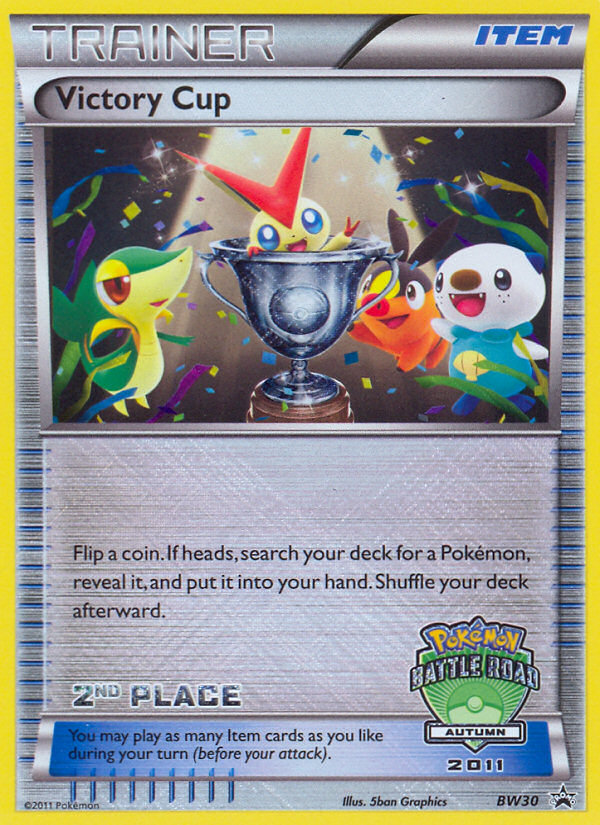 TRAINER
ITEM
Victory Cup
Flip a coin. If heads, search your deck for a Pokémon,
reveal it, and put it into your hand. Shuffle your deck
afterward.
2ND PLACE
POKéMON
BATTLE ROAD
AUTUMN
2011
You may play as many Item cards as you like
during your turn (before your attack).
©2011 Pokémon
Illus. 5ban Graphics
BW30
PROMO